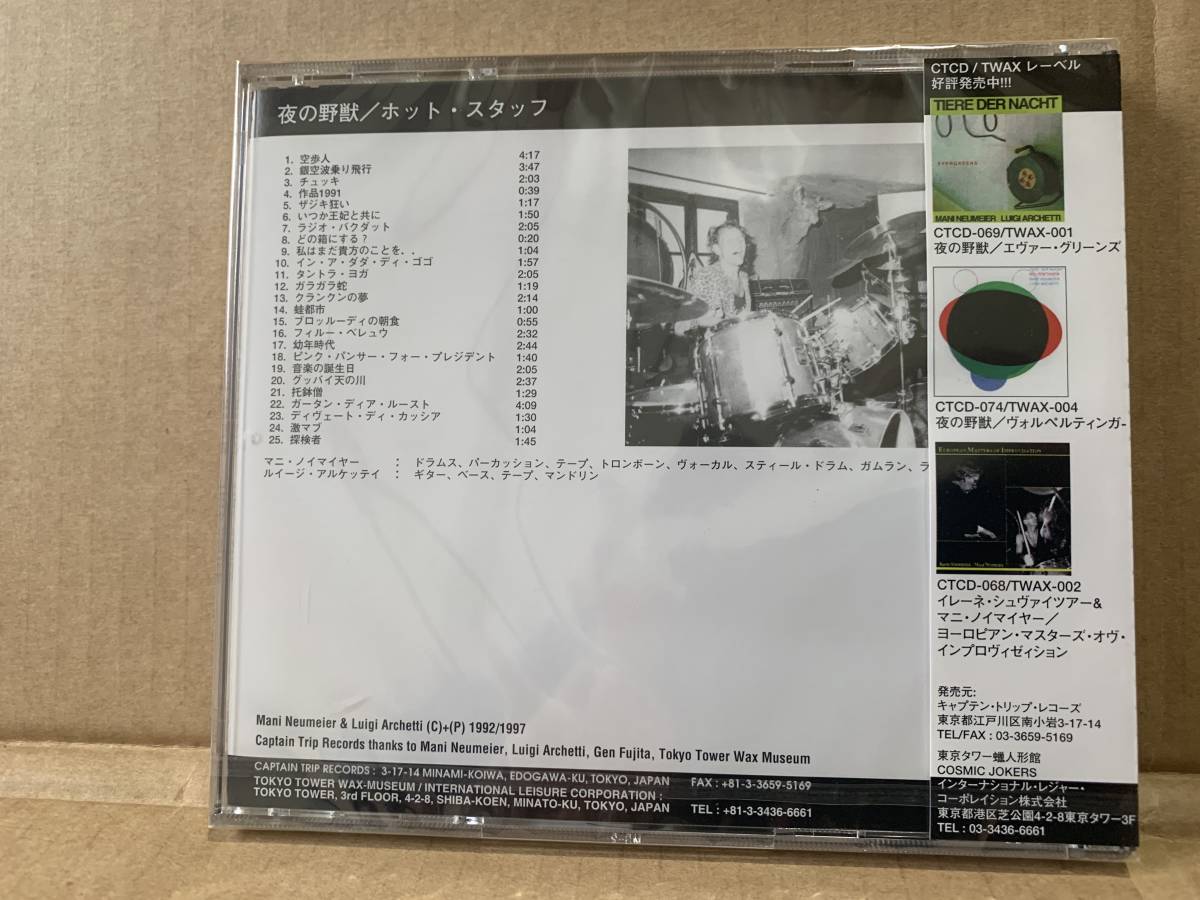 夜の野獣／ホット・スタッフ
1. 空歩人 4:17
2. 銀空波乗り飛行 3:47
3. チュッキ 2:03
4. 作品1991 0:39
5. ザジキ狂い 1:17
6. いつか王妃と共に 1:50
7. ラジオ・バクダット 2:05
8. どの箱にする？ 0:20
9. 私はまだ貴方のことを．． 1:04
10. イン・ア・ダダ・ディ・ゴゴ 1:57
11. タントラ・ヨガ 2:05
12. ガラガラ蛇 1:19
13. クランクンの夢 2:14
14. 蛙都市 1:00
15. ブロッルーディの朝食 0:55
16. フィルー・ベレュウ 2:32
17. 幼年時代 2:44
18. ピンク・パンサー・フォー・プレジデント 1:40
19. 音楽の誕生日 2:05
20. グッバイ天の川 2:37
21. 托鉢僧 1:29
22. ガータン・ディア・ルースト 4:09
23. ディヴェート・ディ・カッシア 1:30
24. 激マブ 1:04
25. 探検者 1:45
マニ・ノイマイヤー ： ドラムス、パーカッション、テープ、トロンボーン、ヴォーカル、スティール・ドラム、ガムラン、ラ
ルイージ・アルケッティ ： ギター、ベース、テープ、マンドリン
Mani Neumeier & Luigi Archetti (C)+(P) 1992/1997
Captain Trip Records thanks to Mani Neumeier, Luigi Archetti, Gen Fujita, Tokyo Tower Wax Museum
CAPTAIN TRIP RECORDS : 3-17-14 MINAMI-KOIWA, EDOGAWA-KU, TOKYO, JAPAN FAX : +81-3-3659-5169
TOKYO TOWER WAX-MUSEUM / INTERNATIONAL LEISURE CORPORATION :
TOKYO TOWER, 3rd FLOOR, 4-2-8, SHIBA-KOEN, MINATO-KU, TOKYO, JAPAN TEL : +81-3-3436-6661
CTCD / TWAX レーベル
好評発売中!!!
TIERE DER NACHT
EVERGREENS
MANI NEUMEIER LUIGI ARCHETTI
CTCD-069/TWAX-001
夜の野獣／エヴァー・グリーンズ
CTCD-074/TWAX-004
夜の野獣／ヴォルペルティンガ-
EUROPEAN MASTERS OF IMPROVISATION
CTCD-068/TWAX-002
イレーネ・シュヴァイツアー&
マニ・ノイマイヤー／
ヨーロピアン・マスターズ・オヴ・
インプロヴィゼィション
発売元:
キャプテン・トリップ・レコーズ
東京都江戸川区南小岩3-17-14
TEL/FAX : 03-3659-5169
東京タワー蠟人形館
COSMIC JOKERS
インターナショナル・レジャー・
コーポレイション株式会社
東京都港区芝公園4-2-8東京タワー3F
TEL : 03-3436-6661